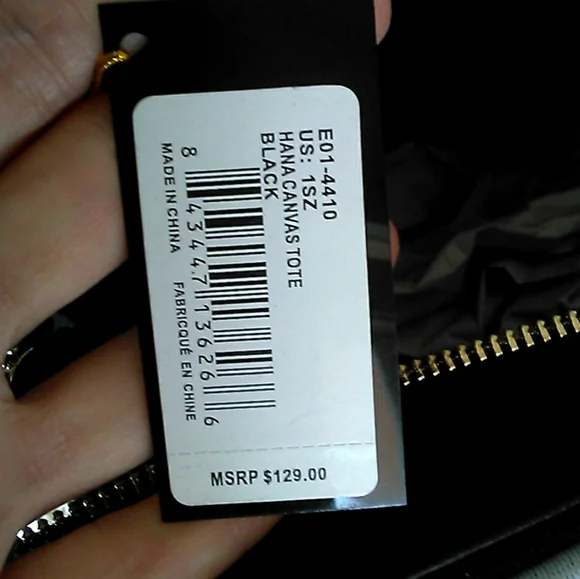 E01-4410
US: 1SZ
HANA CANVAS TOTE
BLACK
8 43447 13626 6
MADE IN CHINA FABRIQUÉ EN CHINE
MSRP $129.00